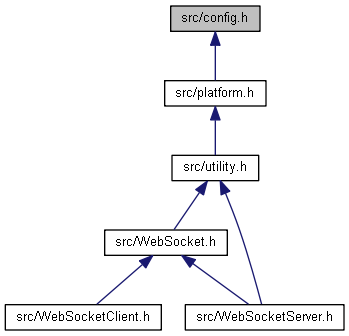 src/config.h
src/platform.h
src/utility.h
src/WebSocket.h
src/WebSocketClient.h
src/WebSocketServer.h